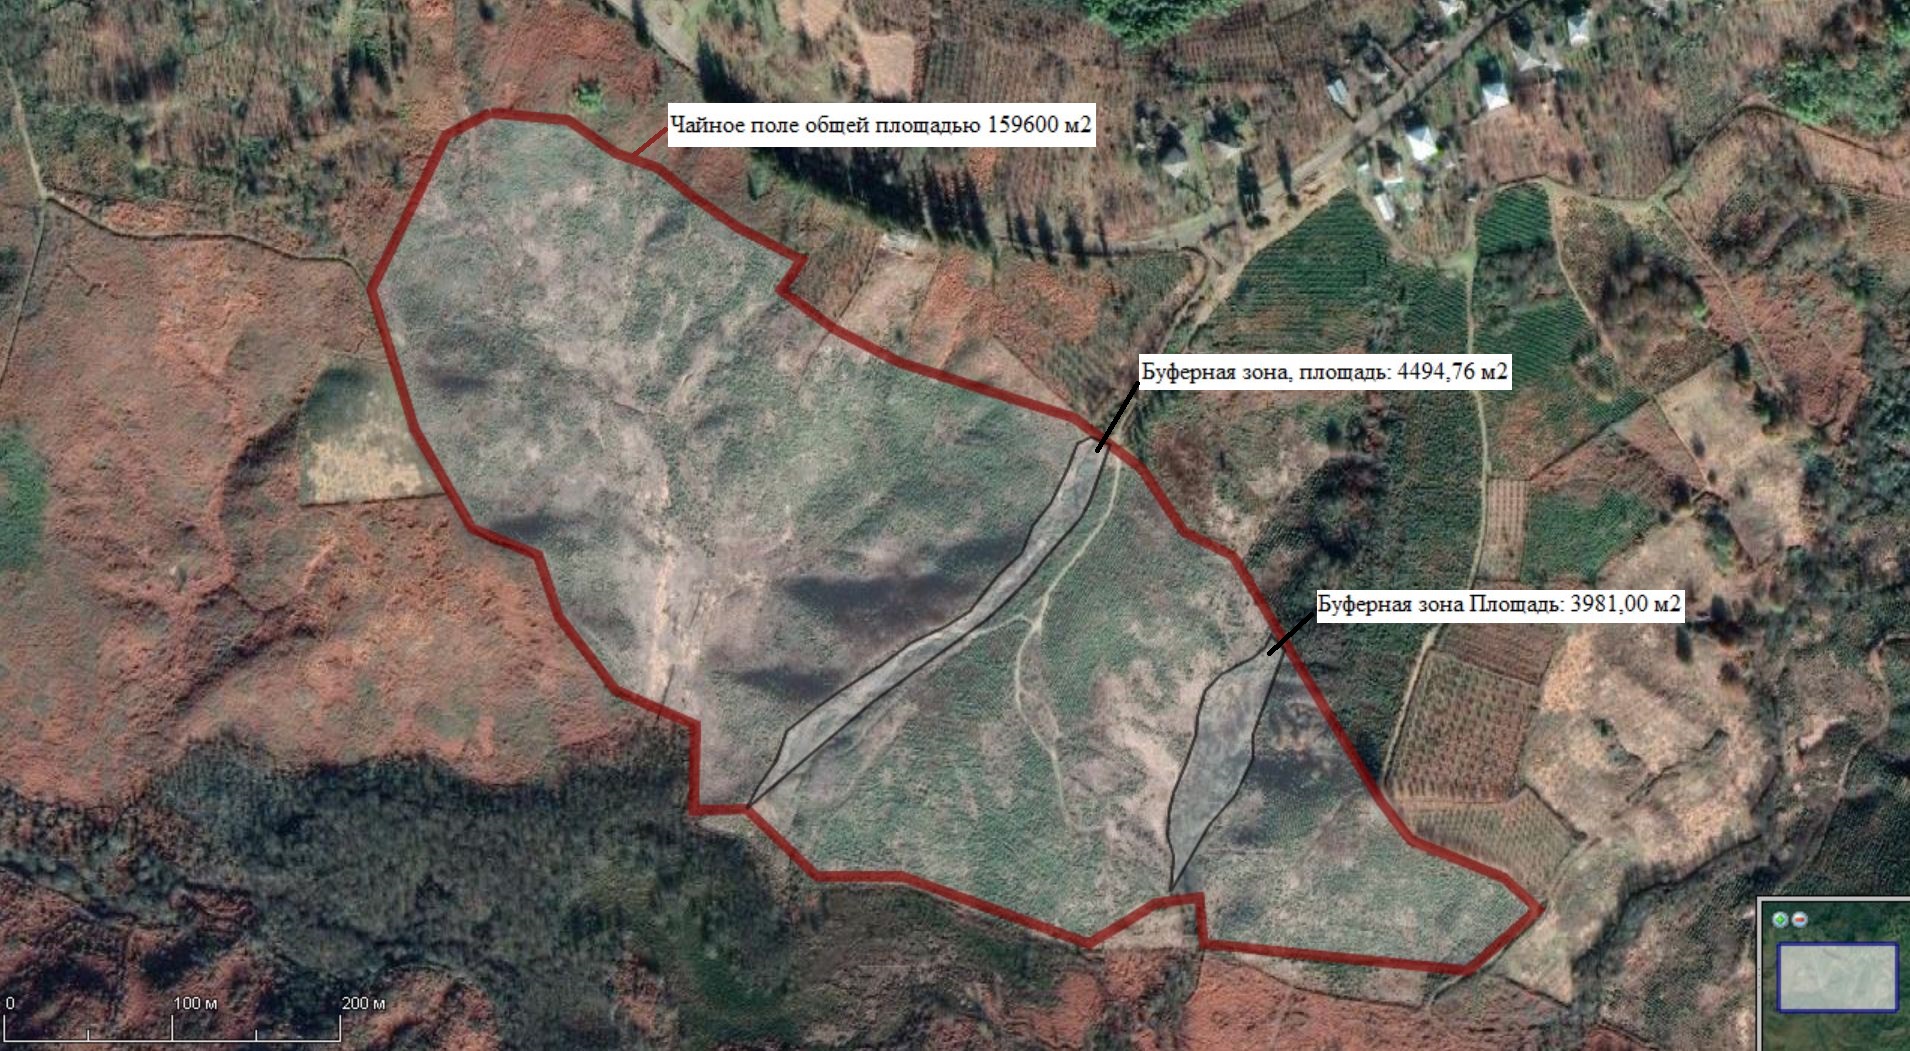 Чайное поле общей площадью 159600 м2
Буферная зона, площадь: 4494,76 м2
Буферная зона Площадь: 3981,00 м2
0 100 м 200 м